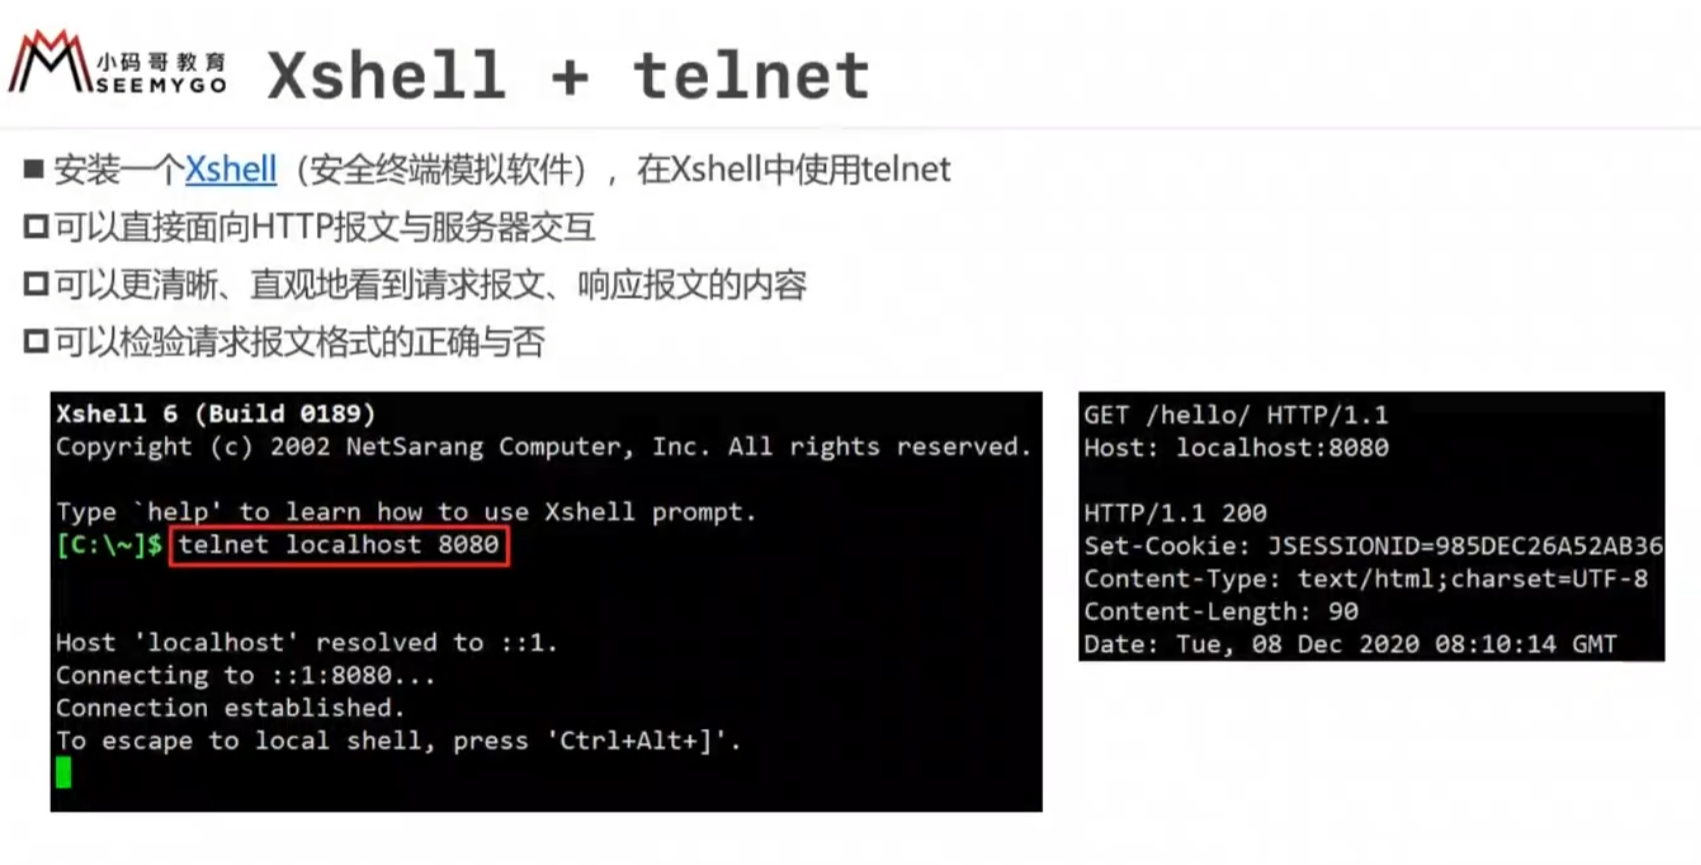 小码哥教育
SEEMYGO
Xshell + telnet
■ 安装一个Xshell（安全终端模拟软件），在Xshell中使用telnet
可以直接面向HTTP报文与服务器交互
可以更清晰、直观地看到请求报文、响应报文的内容
可以检验请求报文格式的正确与否
Xshell 6 (Build 0189)
Copyright (c) 2002 NetSarang Computer, Inc. All rights reserved.
Type `help' to learn how to use Xshell prompt.
[C:\~]$ telnet localhost 8080
Host 'localhost' resolved to ::1.
Connecting to ::1:8080...
Connection established.
To escape to local shell, press 'Ctrl+Alt+]'.
GET /hello/ HTTP/1.1
Host: localhost:8080
HTTP/1.1 200
Set-Cookie: JSESSIONID=985DEC26A52AB36
Content-Type: text/html;charset=UTF-8
Content-Length: 90
Date: Tue, 08 Dec 2020 08:10:14 GMT